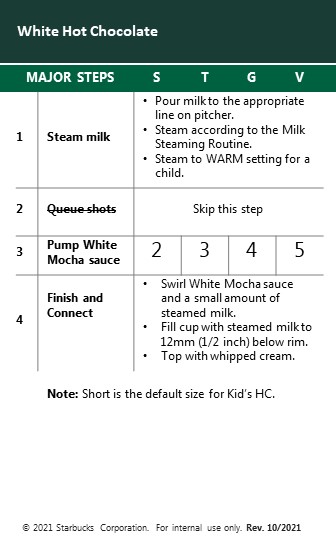 White Hot Chocolate
MAJOR STEPS S T G V
1 Steam milk
• Pour milk to the appropriate
line on pitcher.
• Steam according to the Milk
Steaming Routine.
• Steam to WARM setting for a
child.
2 Queue shots Skip this step
3 Pump White
Mocha sauce
2 3 4 5
4 Finish and
Connect
• Swirl White Mocha sauce
and a small amount of
steamed milk.
• Fill cup with steamed milk to
12mm (1/2 inch) below rim.
• Top with whipped cream.
Note: Short is the default size for Kid's HC.
© 2021 Starbucks Corporation. For internal use only. Rev. 10/2021